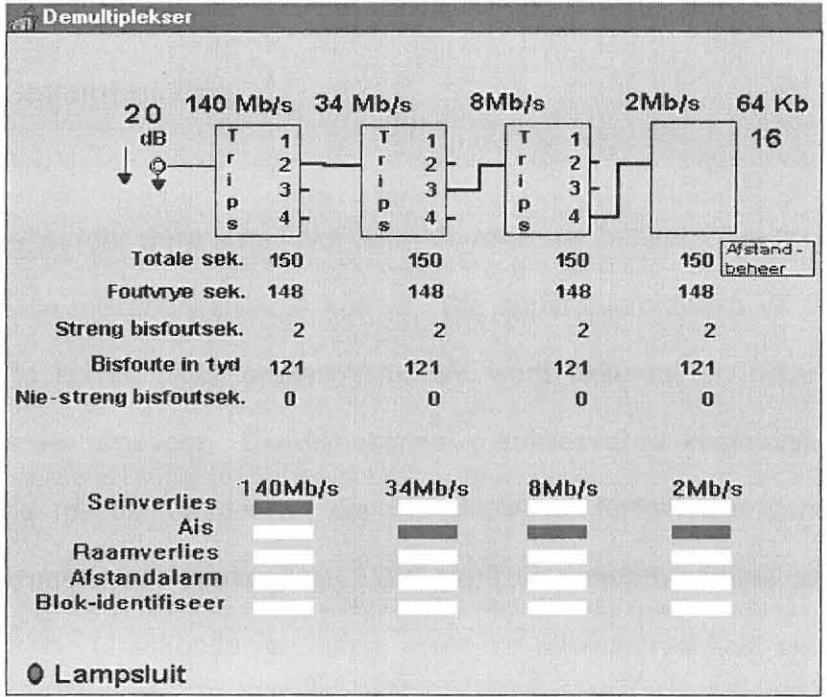 Demultiplekser
20 140 Mb/s 34 Mb/s 8Mb/s 2Mb/s 64 Kb
dB 16
Trips 1 2 3 4
Trips 1 2 3 4
Trips 1 2 3 4
Totale sek. 150 150 150 150
Afstand-
beheer
Foutvrye sek. 148 148 148 148
Streng bisfoutsek. 2 2 2 2
Bisfoute in tyd 121 121 121 121
Nie-streng bisfoutsek. 0 0 0 0
140Mb/s 34Mb/s 8Mb/s 2Mb/s
Seinverlies
Ais
Raamverlies
Afstandalarm
Blok-identifiseer
Lampsluit